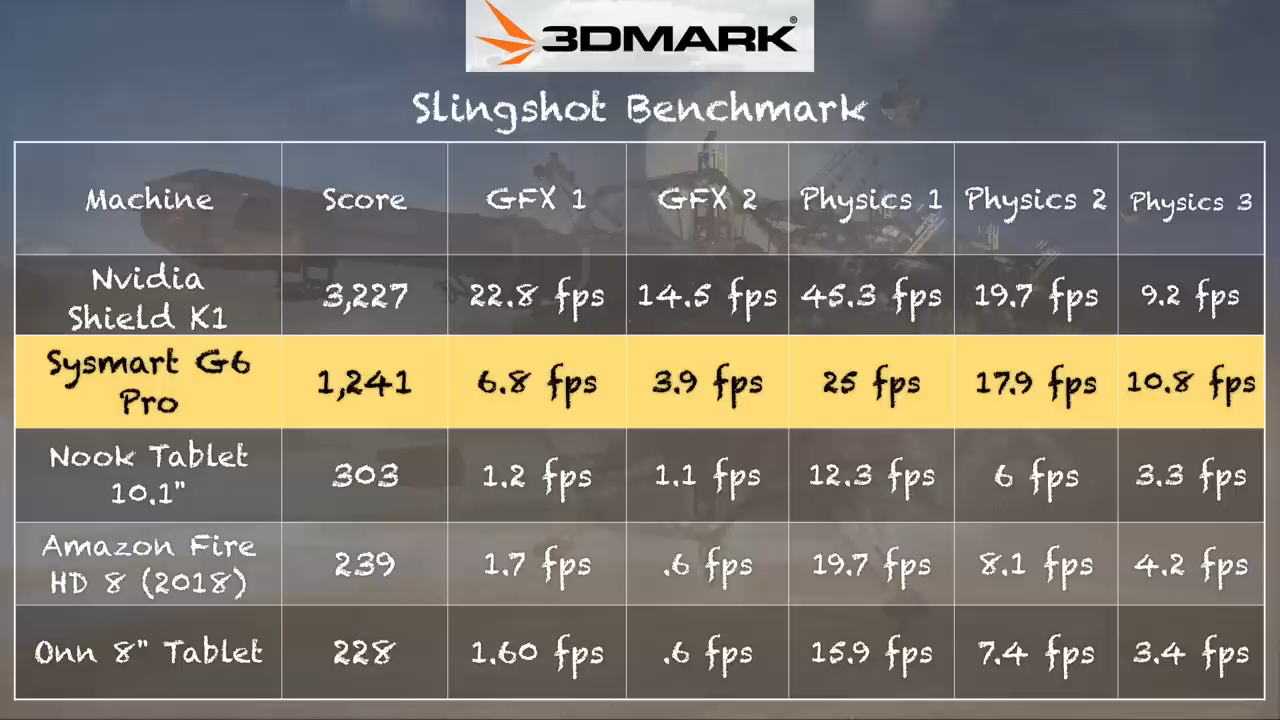 3DMARK®
Slingshot Benchmark
Machine Score GFX 1 GFX 2 Physics 1 Physics 2 Physics 3
Nvidia
Shield K1 3,227 22.8 fps 14.5 fps 45.3 fps 19.7 fps 9.2 fps
Sysmart G6
Pro 1,241 6.8 fps 3.9 fps 25 fps 17.9 fps 10.8 fps
Nook Tablet
10.1" 303 1.2 fps 1.1 fps 12.3 fps 6 fps 3.3 fps
Amazon Fire
HD 8 (2018) 239 1.7 fps .6 fps 19.7 fps 8.1 fps 4.2 fps
Onn 8" Tablet 228 1.60 fps .6 fps 15.9 fps 7.4 fps 3.4 fps